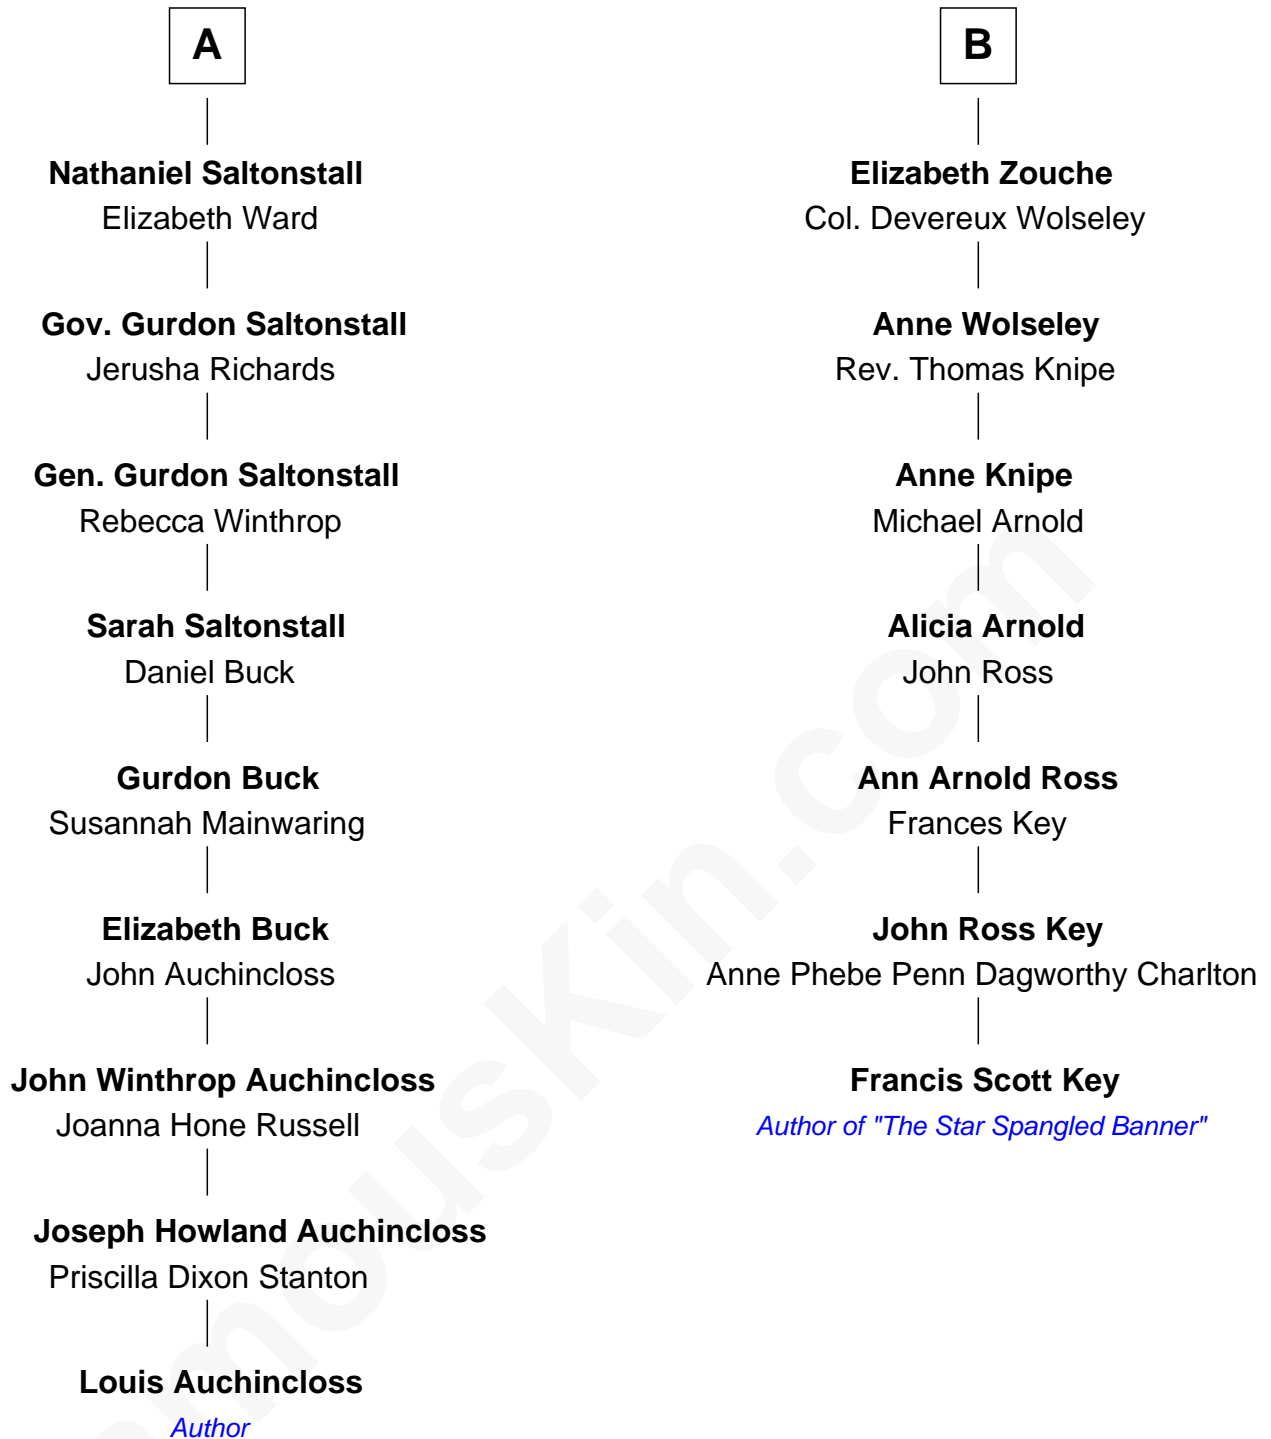 A
Nathaniel Saltonstall
Elizabeth Ward
Gov. Gurdon Saltonstall
Jerusha Richards
Gen. Gurdon Saltonstall
Rebecca Winthrop
Sarah Saltonstall
Daniel Buck
Gurdon Buck
Susannah Mainwaring
Elizabeth Buck
John Auchincloss
John Winthrop Auchincloss
Joanna Hone Russell
Joseph Howland Auchincloss
Priscilla Dixon Stanton
Louis Auchincloss
Author
B
Elizabeth Zouche
Col. Devereux Wolseley
Anne Wolseley
Rev. Thomas Knipe
Anne Knipe
Michael Arnold
Alicia Arnold
John Ross
Ann Arnold Ross
Frances Key
John Ross Key
Anne Phebe Penn Dagworthy Charlton
Francis Scott Key
Author of "The Star Spangled Banner"
mousKin.com